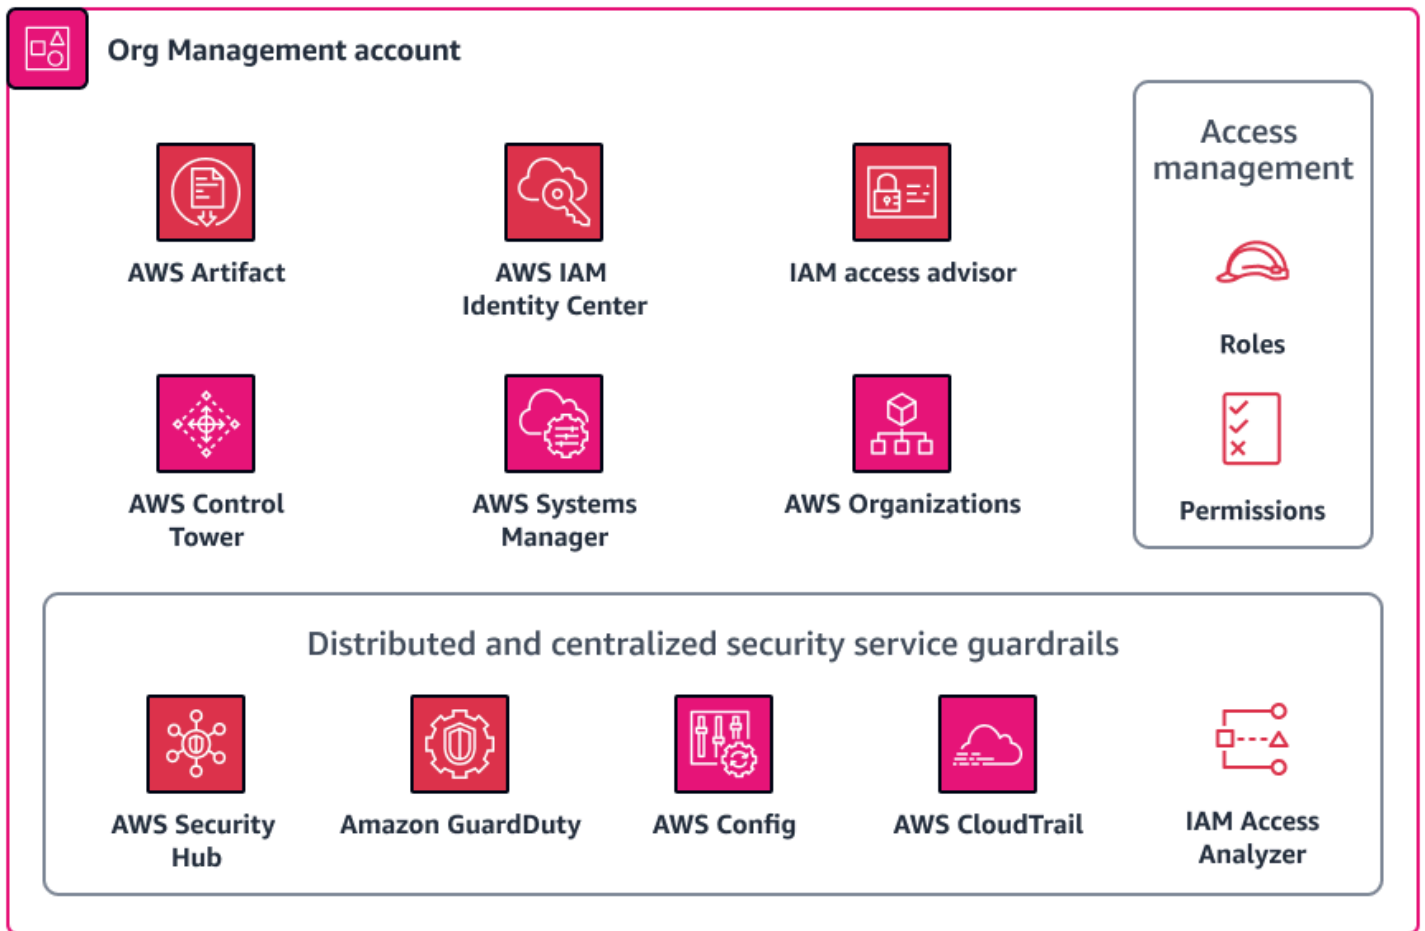 Org Management account
Access
management
AWS Artifact
AWS IAM
Identity Center
IAM access advisor
Roles
AWS Control
Tower
AWS Systems
Manager
AWS Organizations
Permissions
Distributed and centralized security service guardrails
AWS Security
Hub
Amazon GuardDuty
AWS Config
AWS CloudTrail
IAM Access
Analyzer